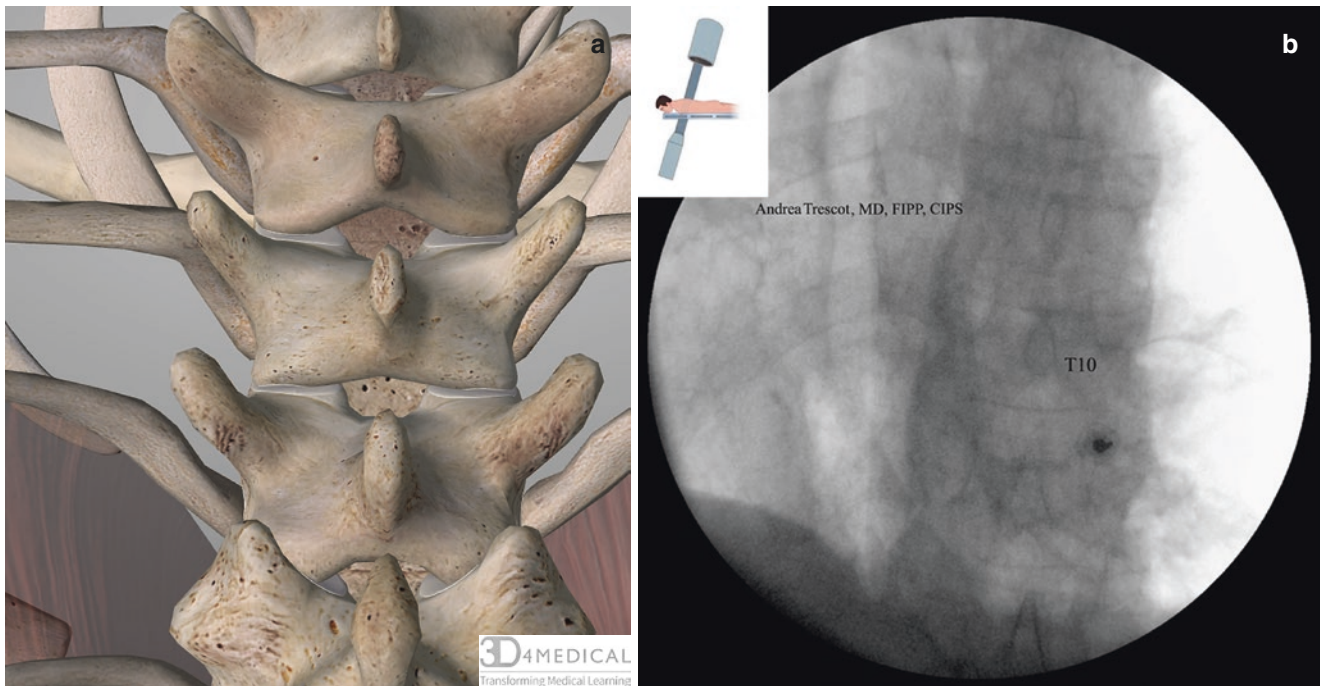 a
3D4MEDICAL
Transforming Medical Learning
b
Andrea Trescot, MD, FIPP, CIPS
T10